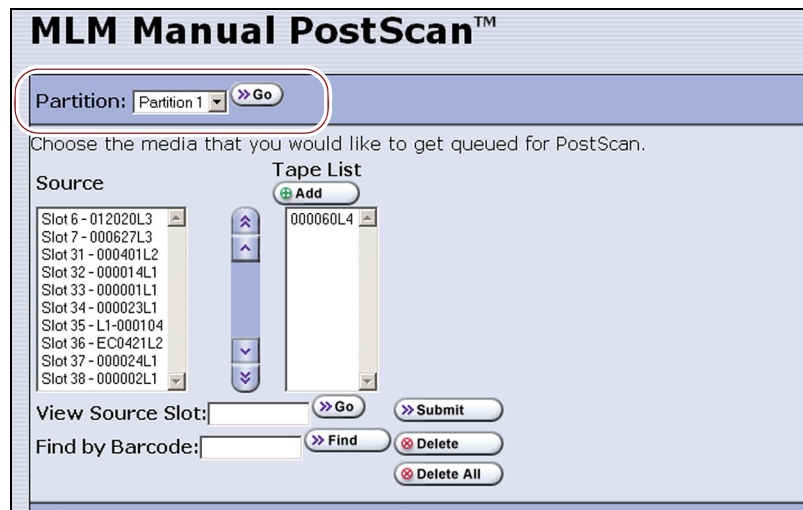 MLM Manual PostScan™
Partition: Partition 1 Go
Choose the media that you would like to get queued for PostScan.
Source
Tape List
Add
Slot 6 - 012020L3
Slot 7 - 000627L3
Slot 31 - 000401L2
Slot 32 - 000014L1
Slot 33 - 000001L1
Slot 34 - 000023L1
Slot 35 - L1-000104
Slot 36 - EC0421L2
Slot 37 - 000024L1
Slot 38 - 000002L1
000060L4
View Source Slot: Go
Submit
Find by Barcode: Find
Delete
Delete All